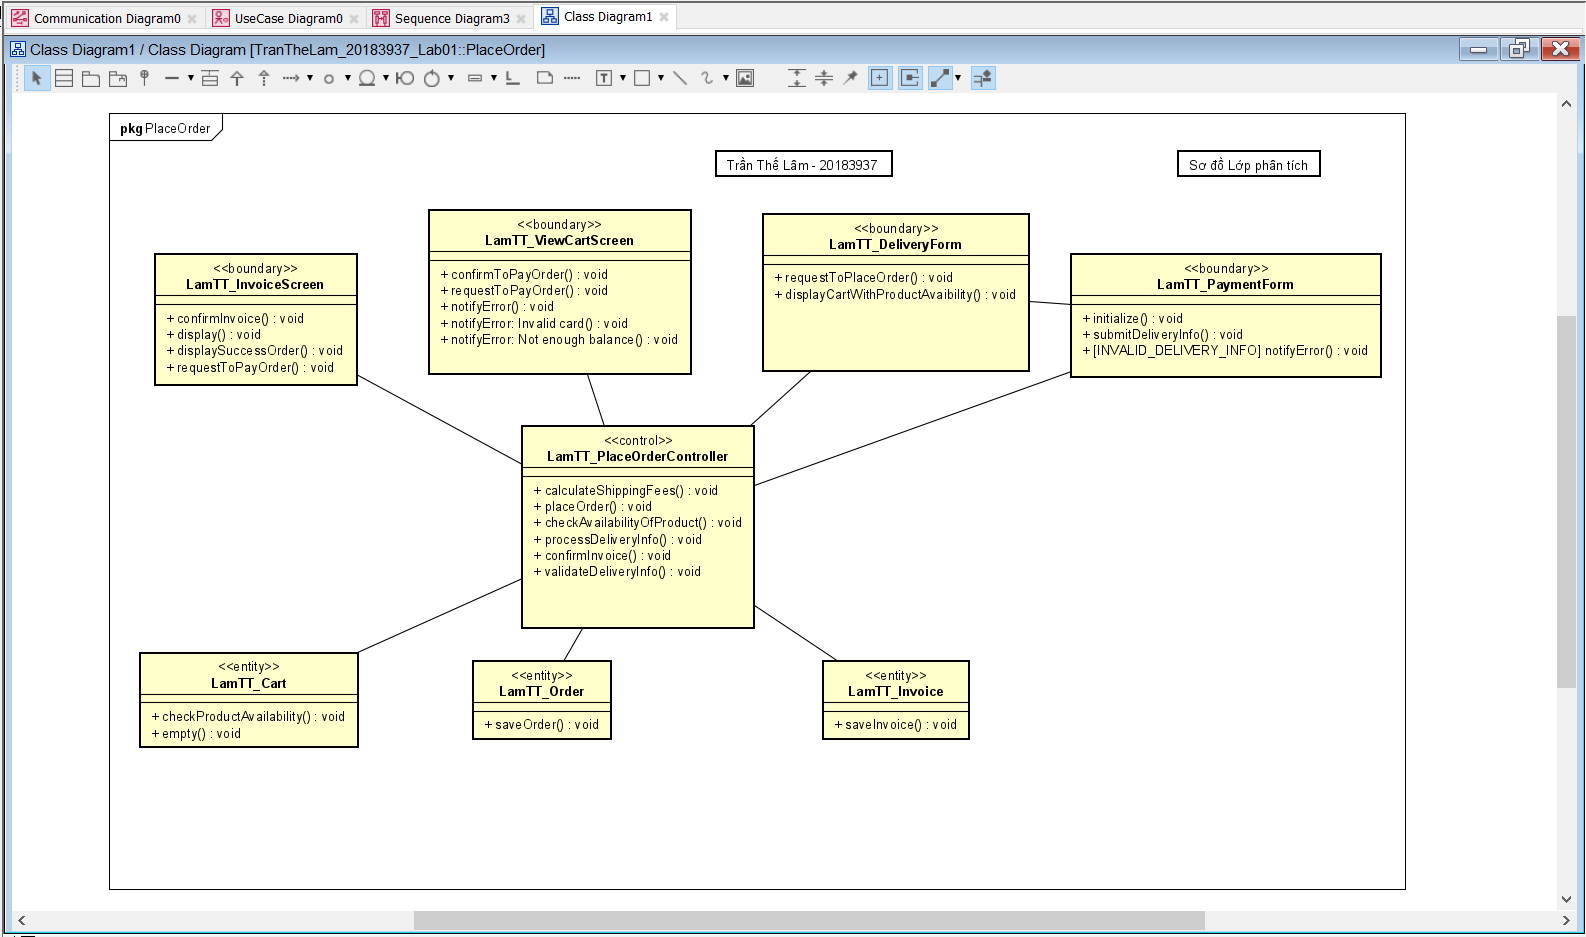 Communication Diagram0
UseCase Diagram0
Sequence Diagram3
Class Diagram1
Class Diagram1 / Class Diagram [TranTheLam_20183937_Lab01::PlaceOrder]
pkg PlaceOrder
Trần Thế Lâm - 20183937
Sơ đồ Lớp phân tích
<<boundary>>
LamTT_InvoiceScreen
+ confirmInvoice() : void
+ display() : void
+ displaySuccessOrder() : void
+ requestToPayOrder() : void
<<boundary>>
LamTT_ViewCartScreen
+ confirmToPayOrder() : void
+ requestToPayOrder() : void
+ notifyError() : void
+ notifyError: Invalid card() : void
+ notifyError: Not enough balance() : void
<<boundary>>
LamTT_DeliveryForm
+ requestToPlaceOrder() : void
+ displayCartWithProductAvaibility() : void
<<boundary>>
LamTT_PaymentForm
+ initialize() : void
+ submitDeliveryInfo() : void
+ [INVALID_DELIVERY_INFO] notifyError() : void
<<control>>
LamTT_PlaceOrderController
+ calculateShippingFees() : void
+ placeOrder() : void
+ checkAvailabilityOfProduct() : void
+ processDeliveryInfo() : void
+ confirmInvoice() : void
+ validateDeliveryInfo() : void
<<entity>>
LamTT_Cart
+ checkProductAvailability() : void
+ empty() : void
<<entity>>
LamTT_Order
+ saveOrder() : void
<<entity>>
LamTT_Invoice
+ saveInvoice() : void